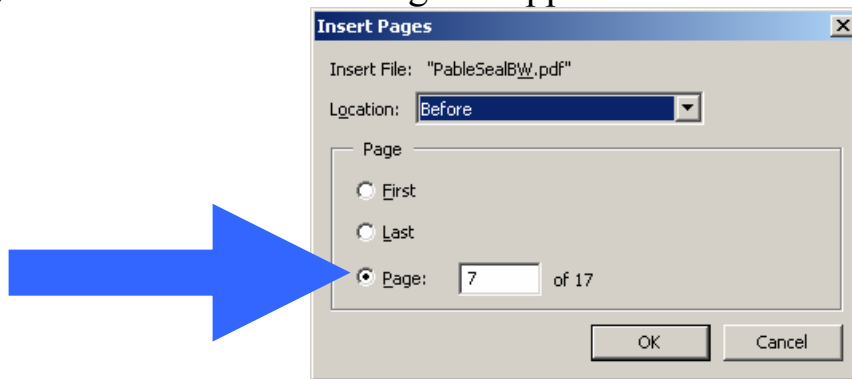 Insert Pages
Insert File: "PableSealBW.pdf"
Location: Before
Page
First
Last
Page: 7 of 17
OK Cancel